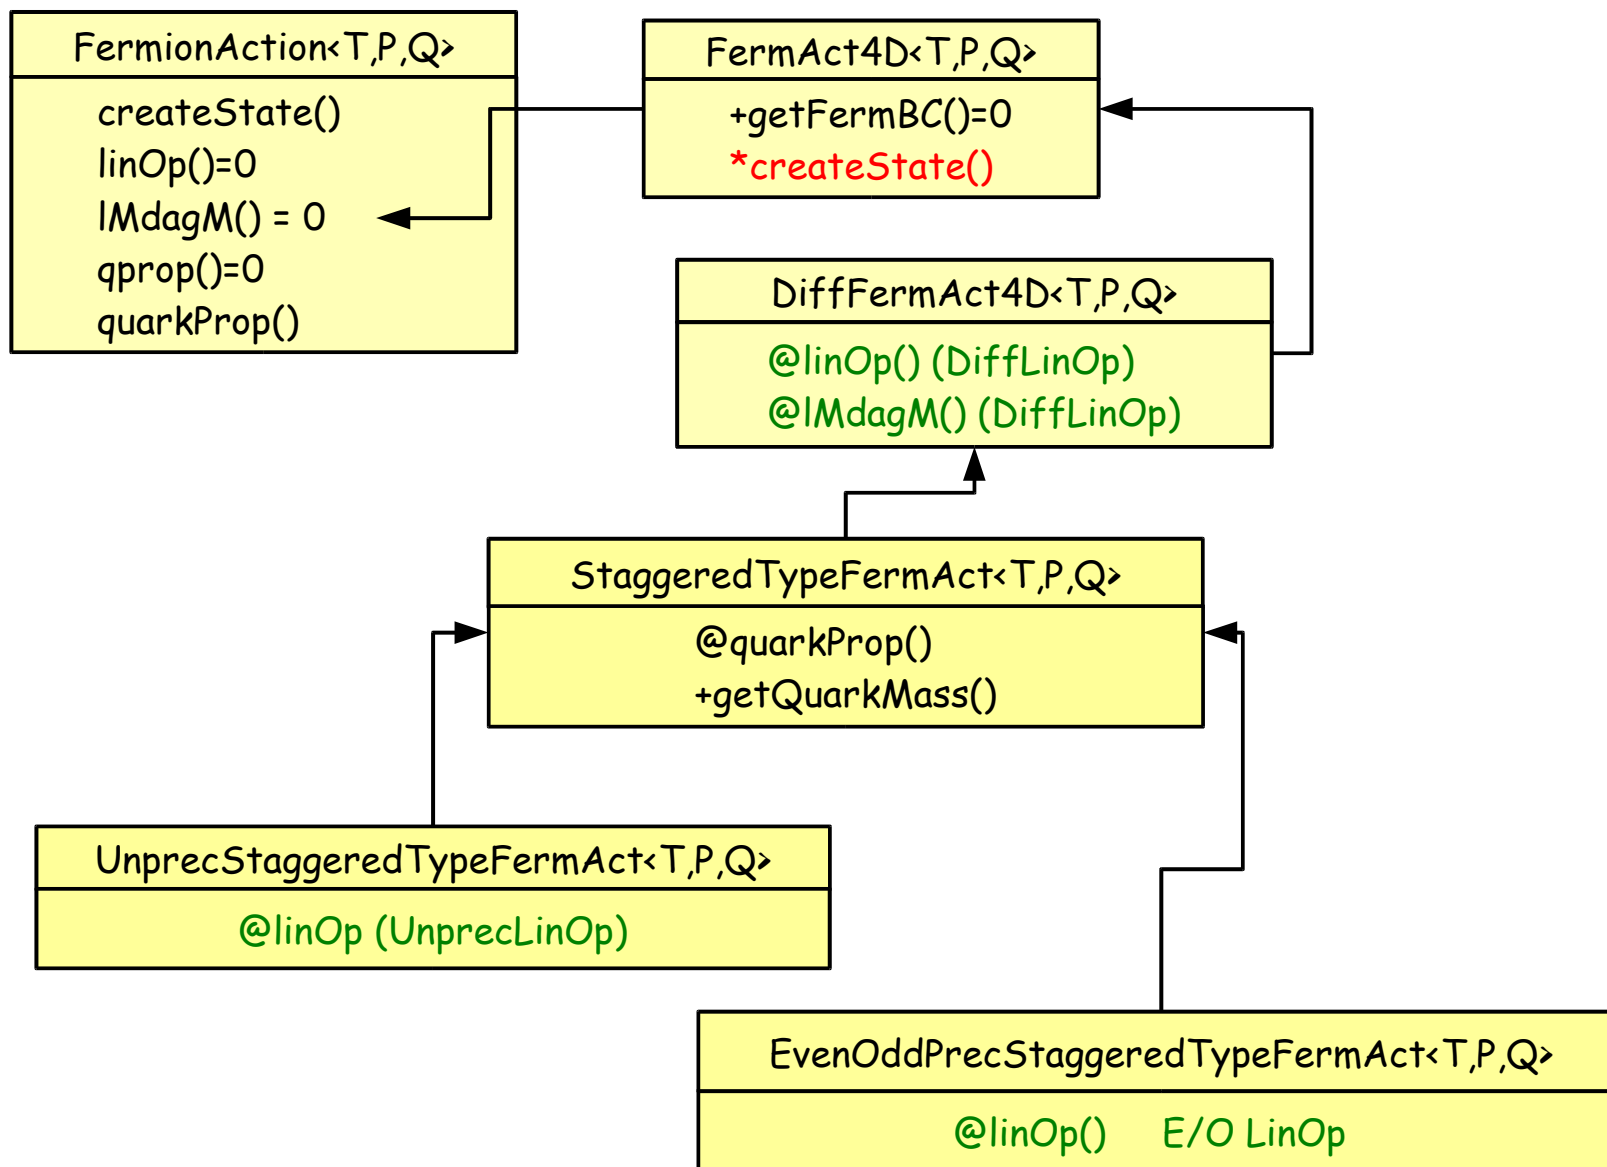 FermionAction<T,P,Q>
createState()
linOp()=0
lMdagM() = 0
qprop()=0
quarkProp()
FermAct4D<T,P,Q>
+getFermBC()=0
*createState()
DiffFermAct4D<T,P,Q>
@linOp() (DiffLinOp)
@lMdagM() (DiffLinOp)
StaggeredTypeFermAct<T,P,Q>
@quarkProp()
+getQuarkMass()
UnprecStaggeredTypeFermAct<T,P,Q>
@linOp (UnprecLinOp)
EvenOddPrecStaggeredTypeFermAct<T,P,Q>
@linOp() E/O LinOp